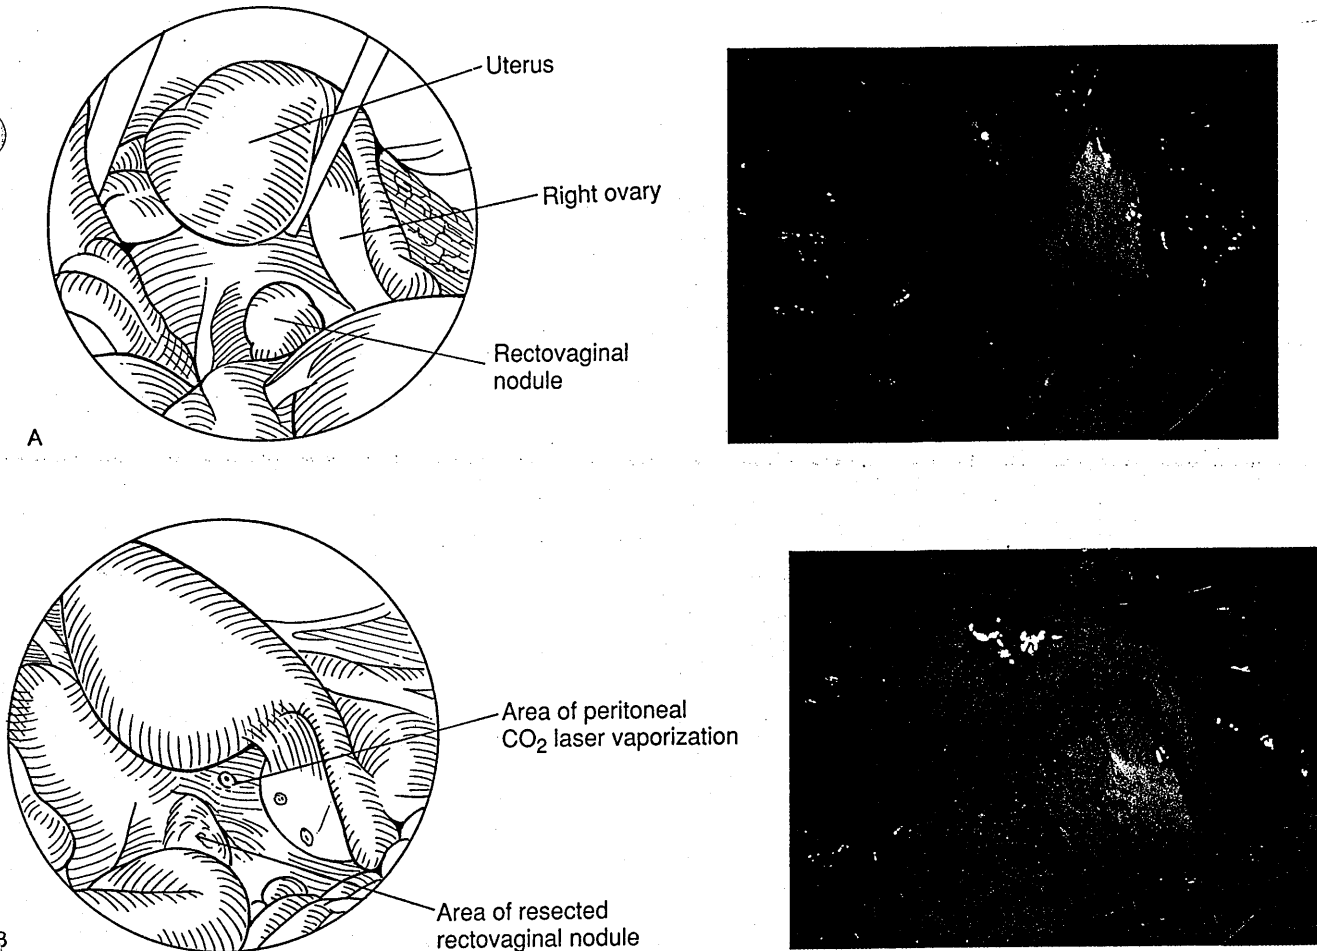 Uterus
Right ovary
Rectovaginal
nodule
A
Area of peritoneal
CO₂ laser vaporization
Area of resected
rectovaginal nodule
B